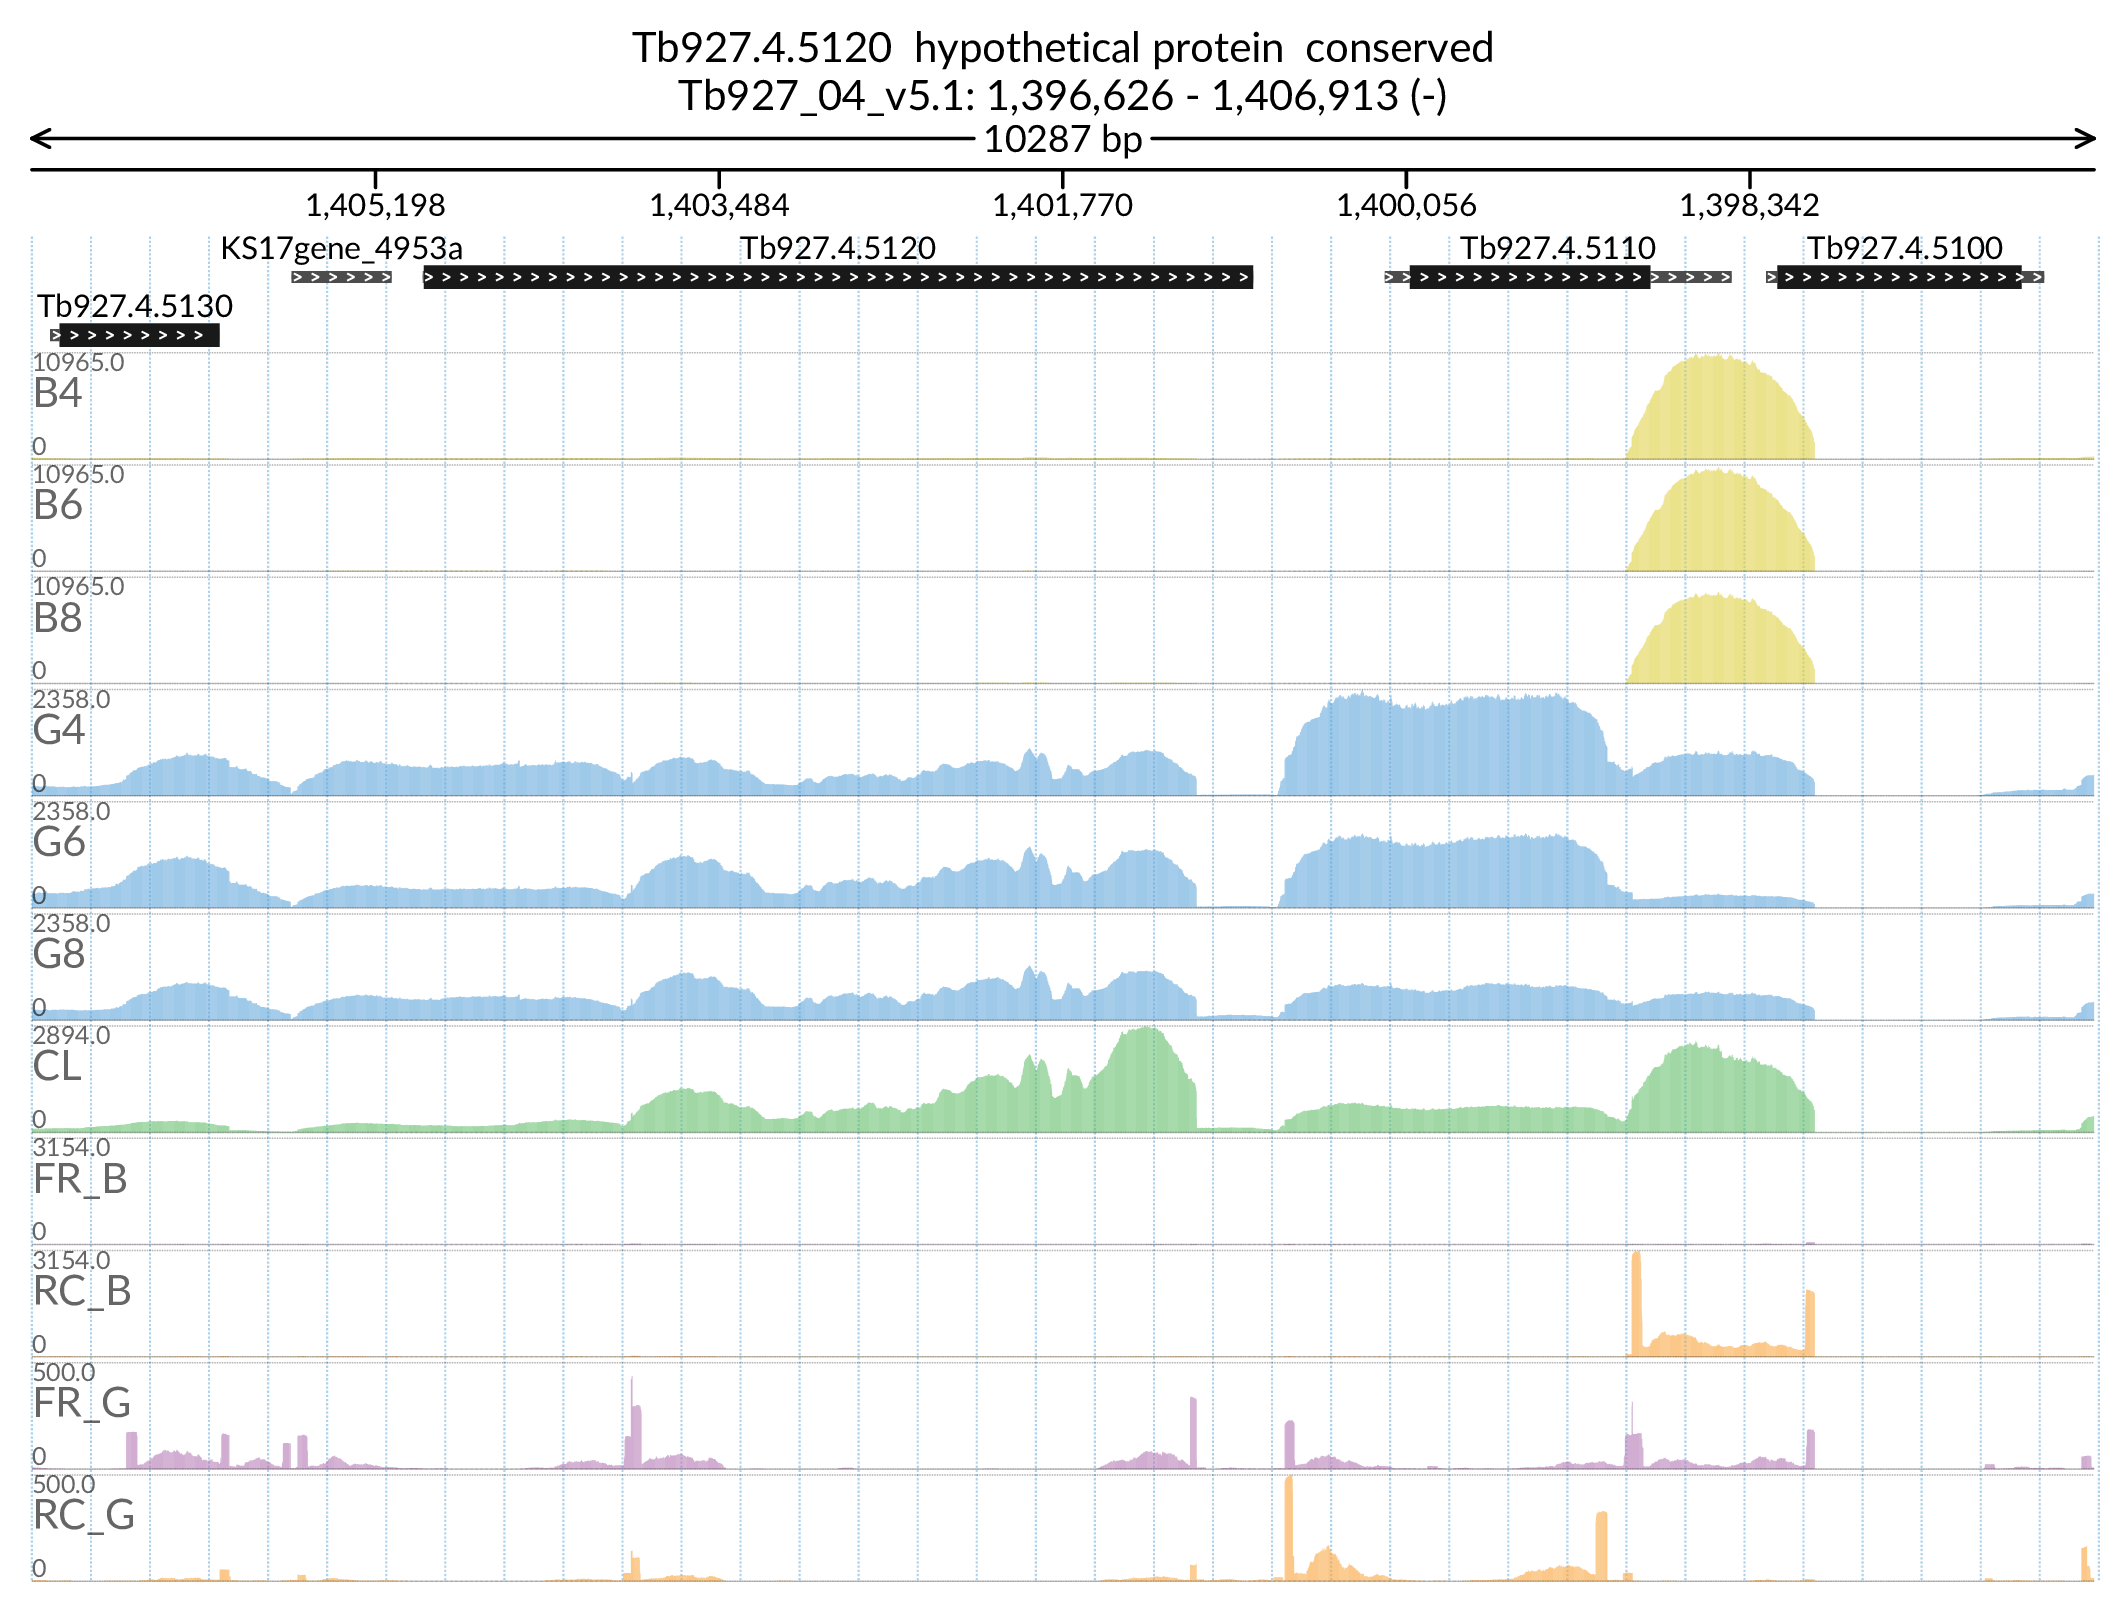 Tb927.4.5120  hypothetical protein  conserved
Tb927_04_v5.1: 1,396,626 - 1,406,913 (-)
10287 bp
1,405,198 1,403,484 1,401,770 1,400,056 1,398,342
KS17gene_4953a Tb927.4.5120 Tb927.4.5110 Tb927.4.5100
Tb927.4.5130
10965.0
B4
0
10965.0
B6
0
10965.0
B8
0
2358.0
G4
0
2358.0
G6
0
2358.0
G8
0
2894.0
CL
0
3154.0
FR_B
0
3154.0
RC_B
0
500.0
FR_G
0
500.0
RC_G
0